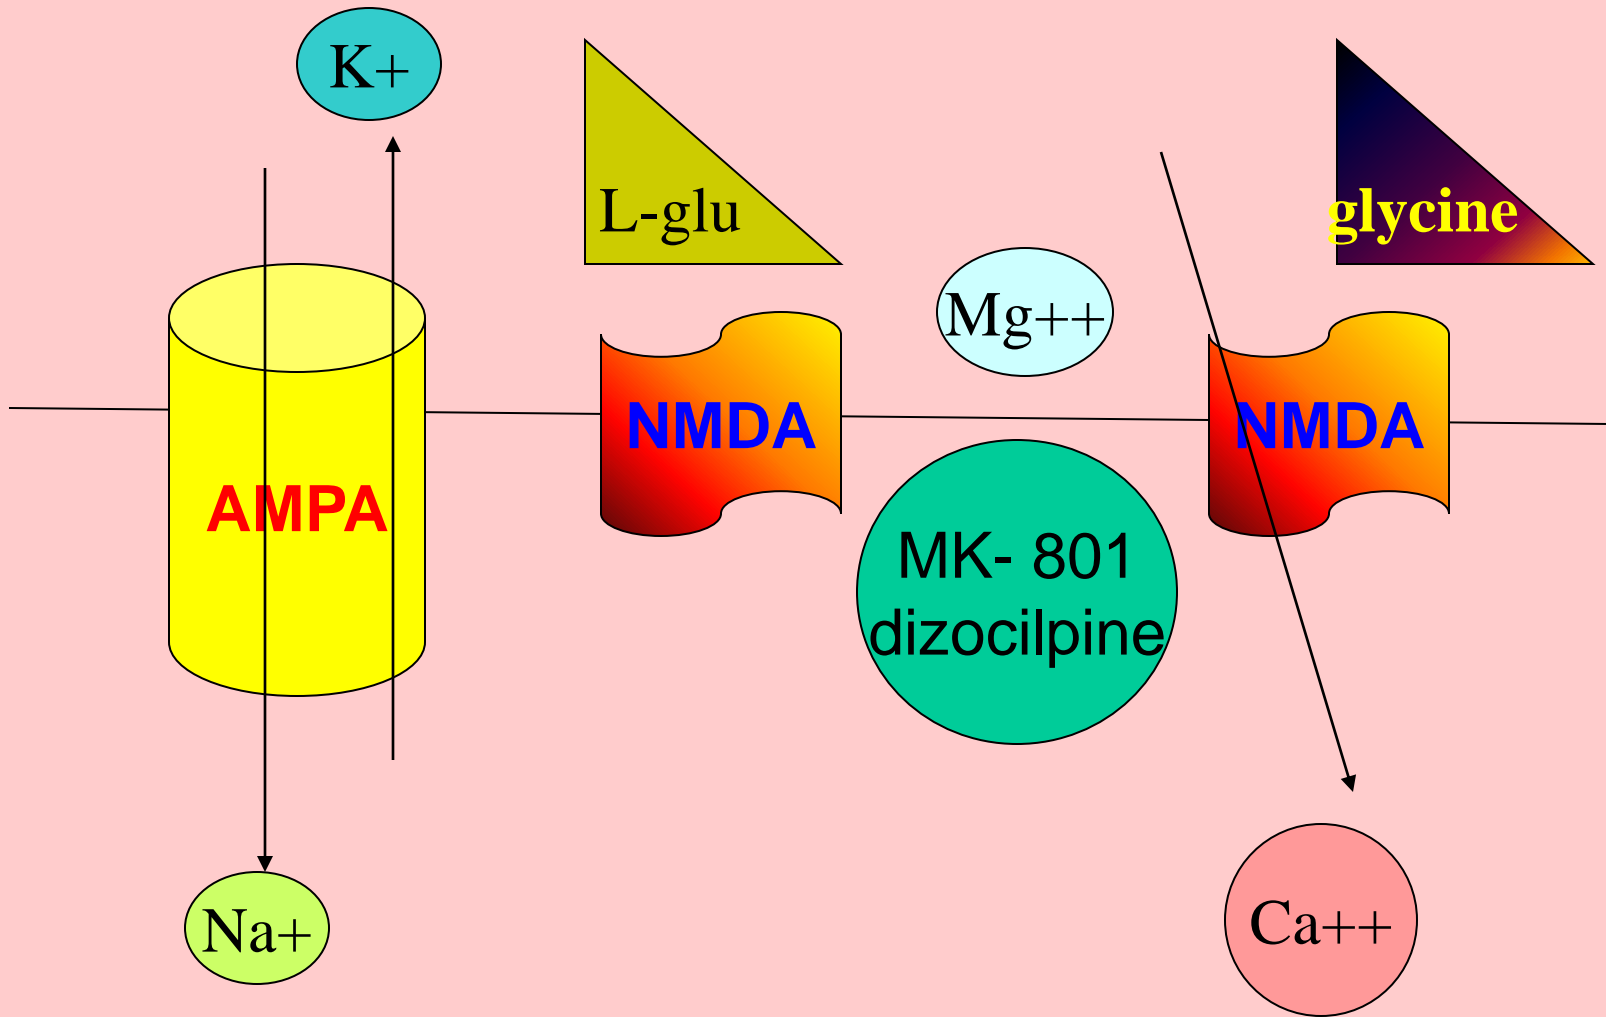 K+
L-glu
glycine
Mg++
NMDA
NMDA
AMPA
MK- 801
dizocilpine
Na+
Ca++